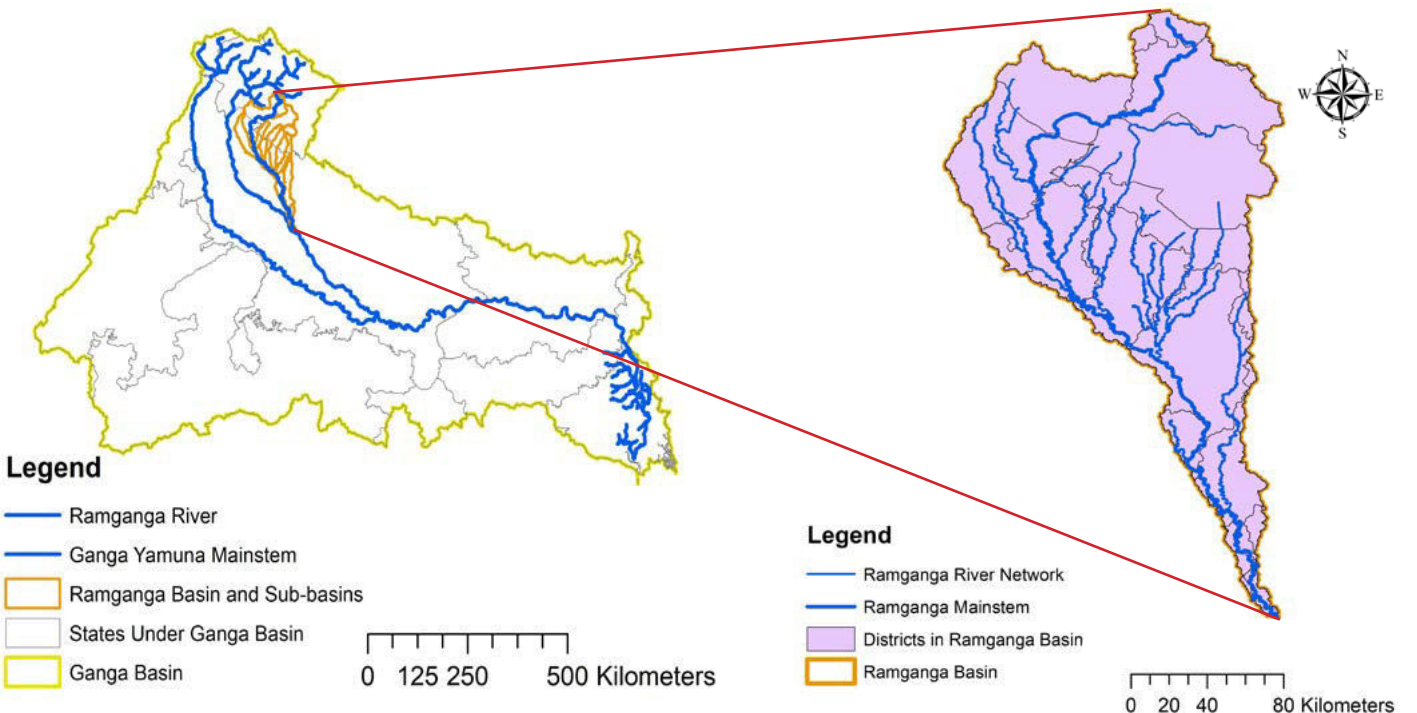 N
W E
S
Legend
Ramganga River
Ganga Yamuna Mainstem
Ramganga Basin and Sub-basins
States Under Ganga Basin
Ganga Basin
0 125 250 500 Kilometers
Legend
Ramganga River Network
Ramganga Mainstem
Districts in Ramganga Basin
Ramganga Basin
0 20 40 80 Kilometers